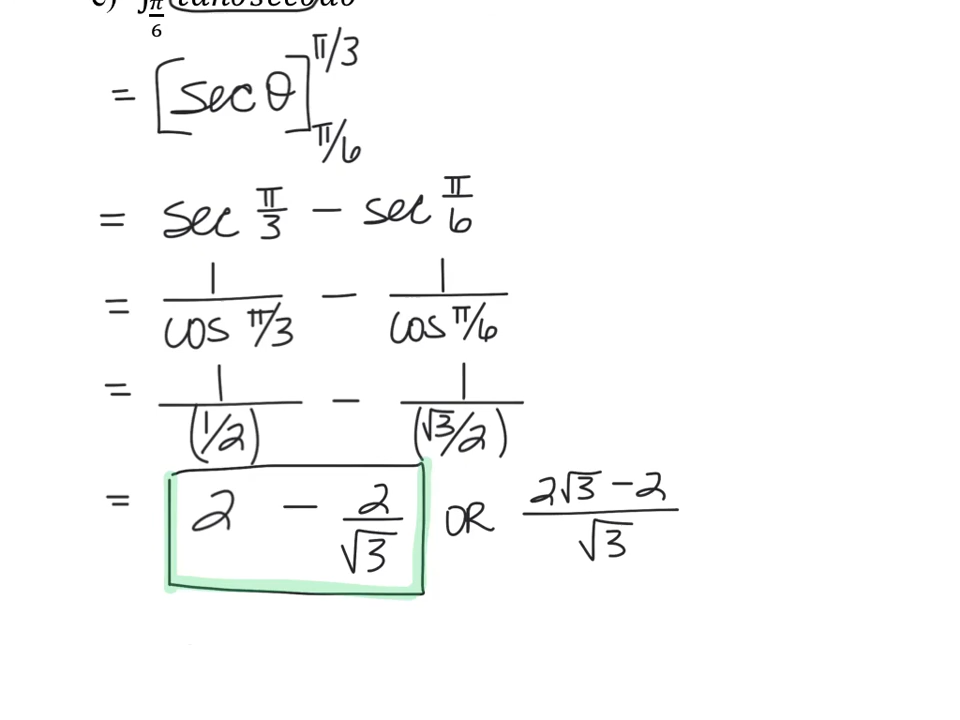 π
6
= [sec θ] π/3 π/6
= sec π/3 − sec π/6
= 1/cos π/3 − 1/cos π/6
= 1/(1/2) − 1/(√3/2)
= 2 − 2/√3 OR 2√3 − 2/√3